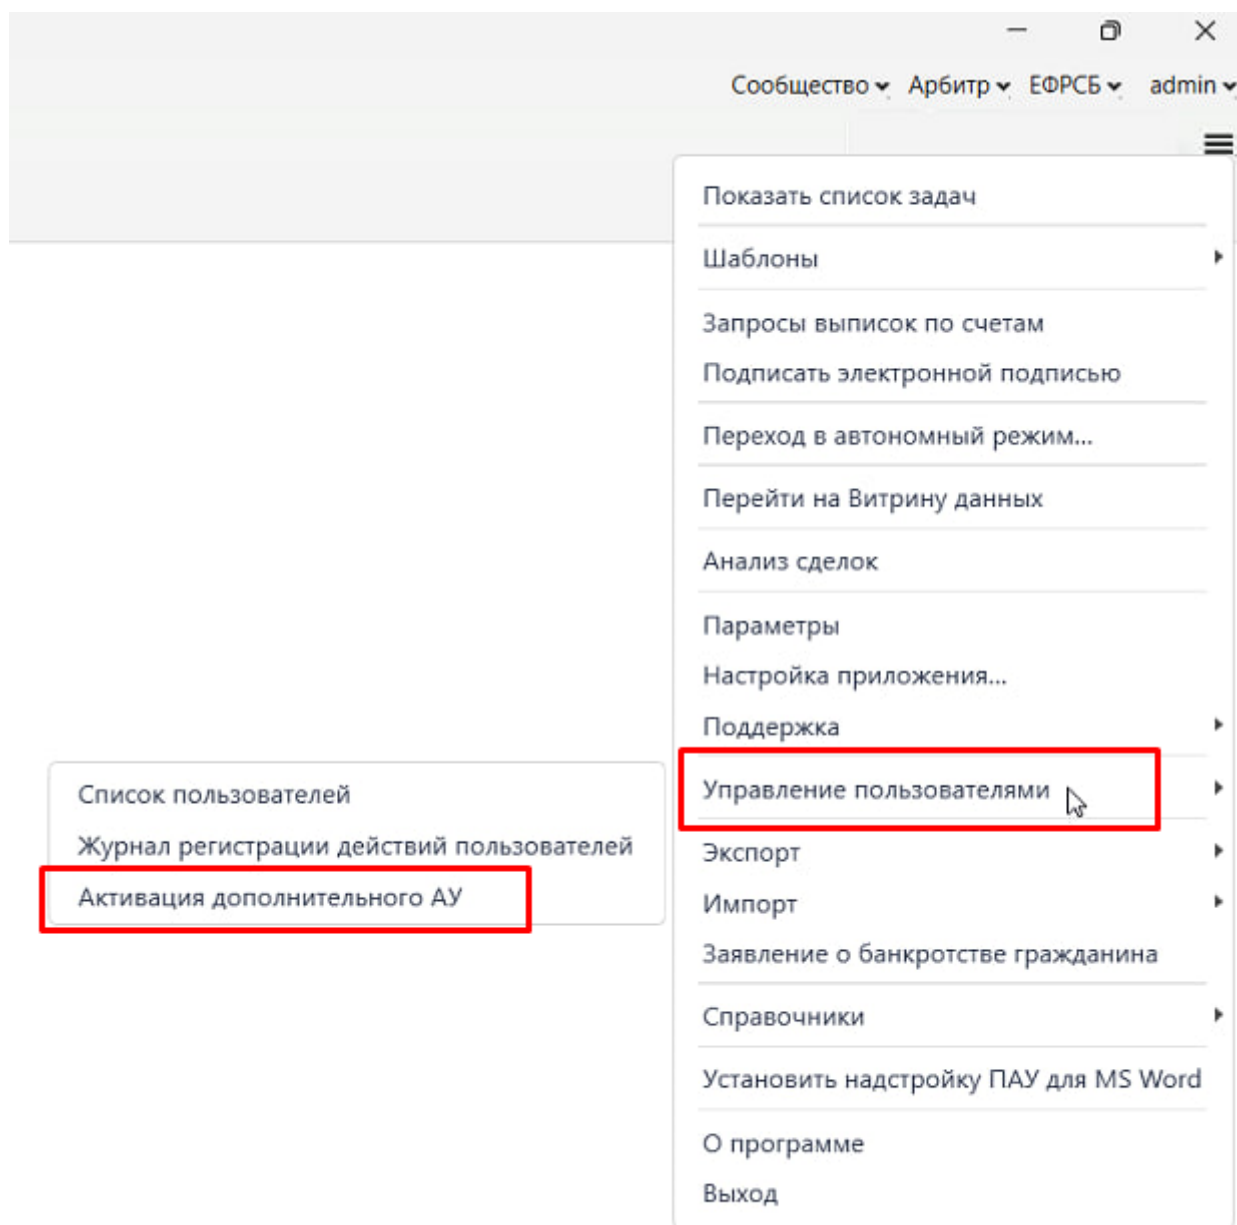 Сообщество Арбитр ЕФРСБ admin
Показать список задач
Шаблоны
Запросы выписок по счетам
Подписать электронной подписью
Переход в автономный режим...
Перейти на Витрину данных
Анализ сделок
Параметры
Настройка приложения...
Поддержка
Управление пользователями
Список пользователей
Журнал регистрации действий пользователей
Активация дополнительного АУ
Экспорт
Импорт
Заявление о банкротстве гражданина
Справочники
Установить надстройку ПАУ для MS Word
О программе
Выход